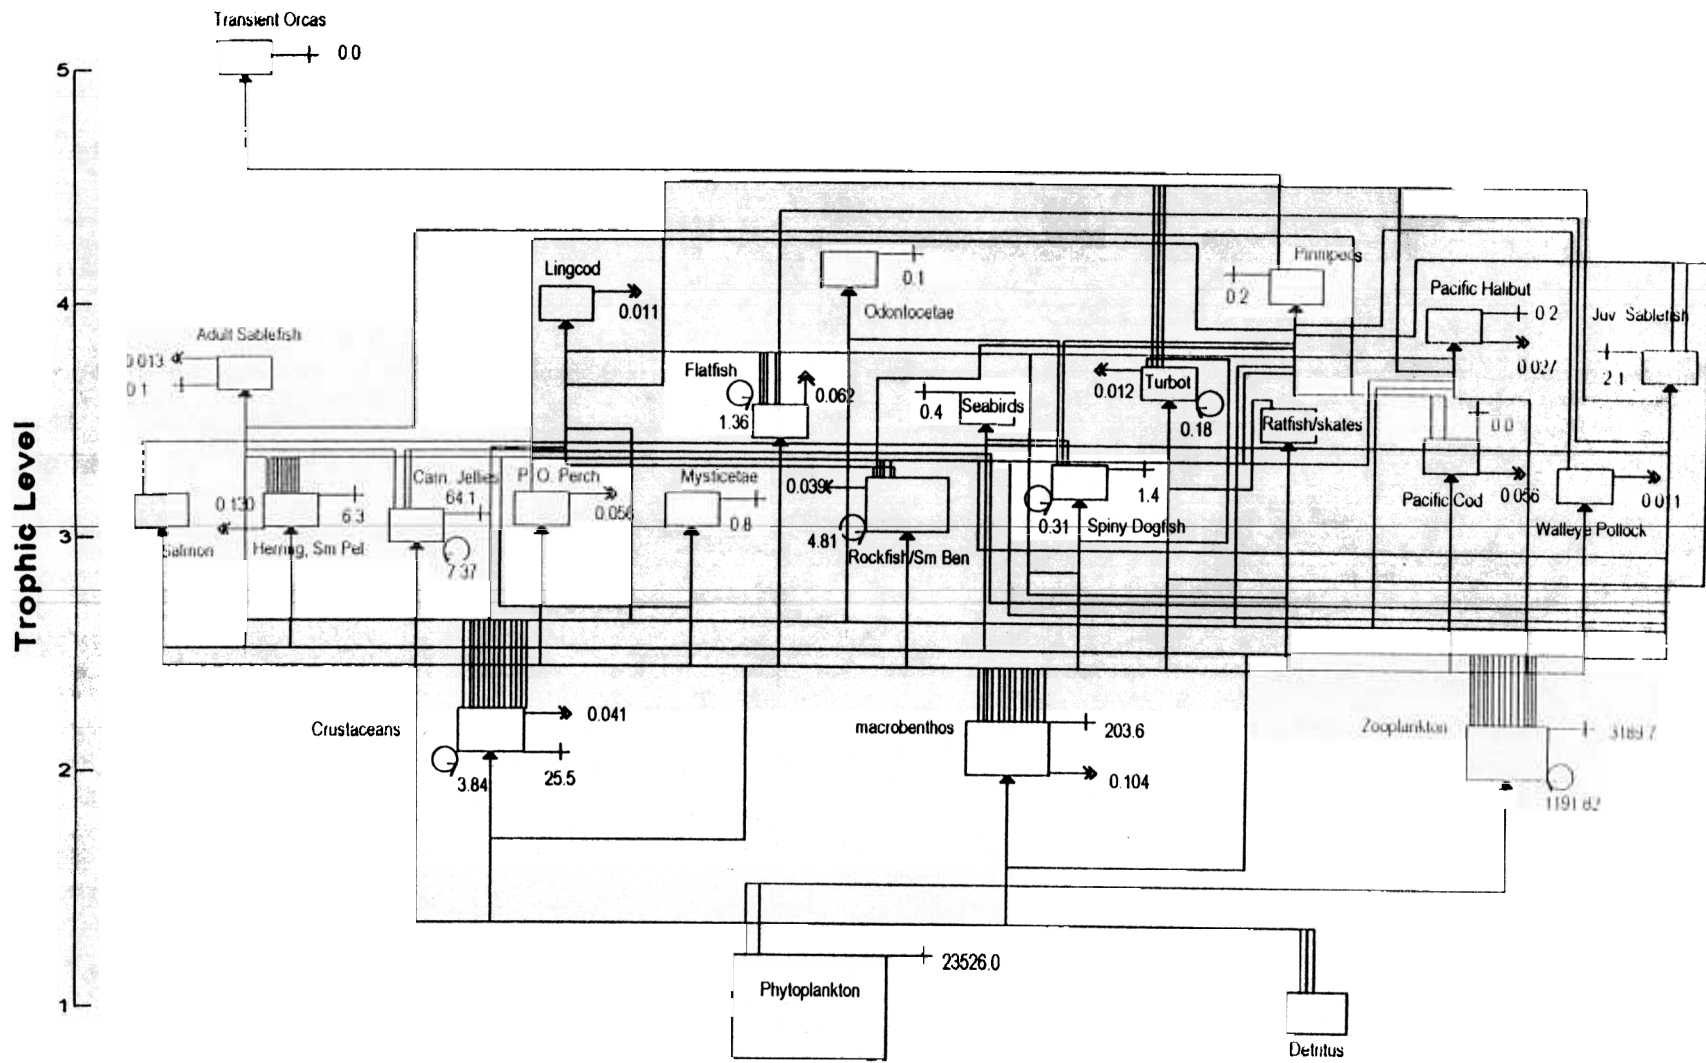 Transient Orcas
0.0
5
Lingcod
0.011
0.1
Odontocetae
Pinnipeds
0.2
Pacific Halibut
0.2
0.027
Juv. Sablefish
2.1
4
Adult Sablefish
0.013
0.1
Flatfish
0.062
1.36
0.4
Seabirds
0.012
Turbot
0.18
Ratfish/skates
0.0
Trophic Level
Carn. Jellies
64.1
P. O. Perch
0.056
Mysticetae
0.8
0.039
4.81
Rockfish/Sm Ben
1.4
0.31
Spiny Dogfish
Pacific Cod
0.056
0.011
Walleye Pollock
3
0.130
Salmon
6.3
Herring, Sm Pel
7.37
Crustaceans
0.041
3.84
25.5
macrobenthos
203.6
0.104
Zooplankton
3189.7
1191.82
2
Phytoplankton
23526.0
1
Detritus